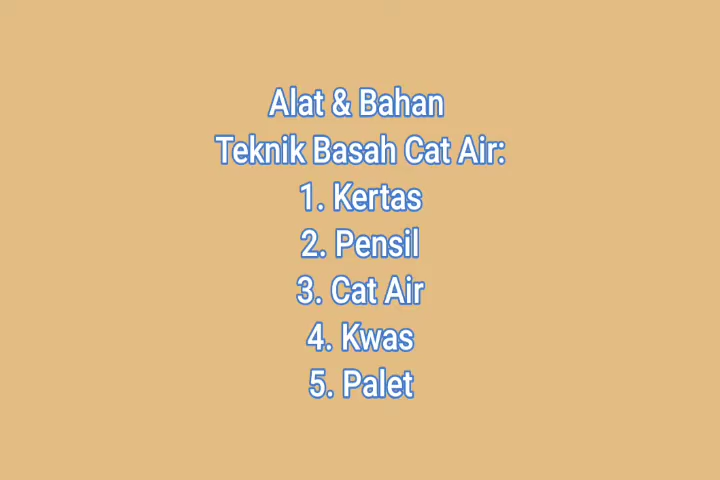 Alat & Bahan
Teknik Basah Cat Air:
1. Kertas
2. Pensil
3. Cat Air
4. Kwas
5. Palet